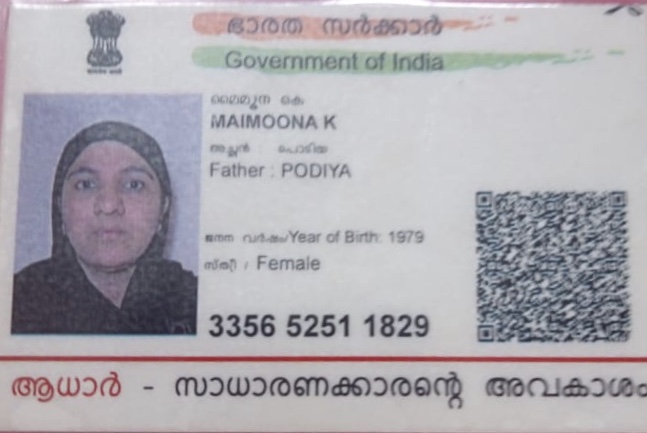 ഭാരത സർക്കാർ
Government of India
മൈമൂന കെ
MAIMOONA K
അച്ഛൻ : പൊടിയ
Father : PODIYA
ജനന വർഷം/Year of Birth: 1979
സ്ത്രീ / Female
3356 5251 1829
ആധാർ - സാധാരണക്കാരന്റെ അവകാശം